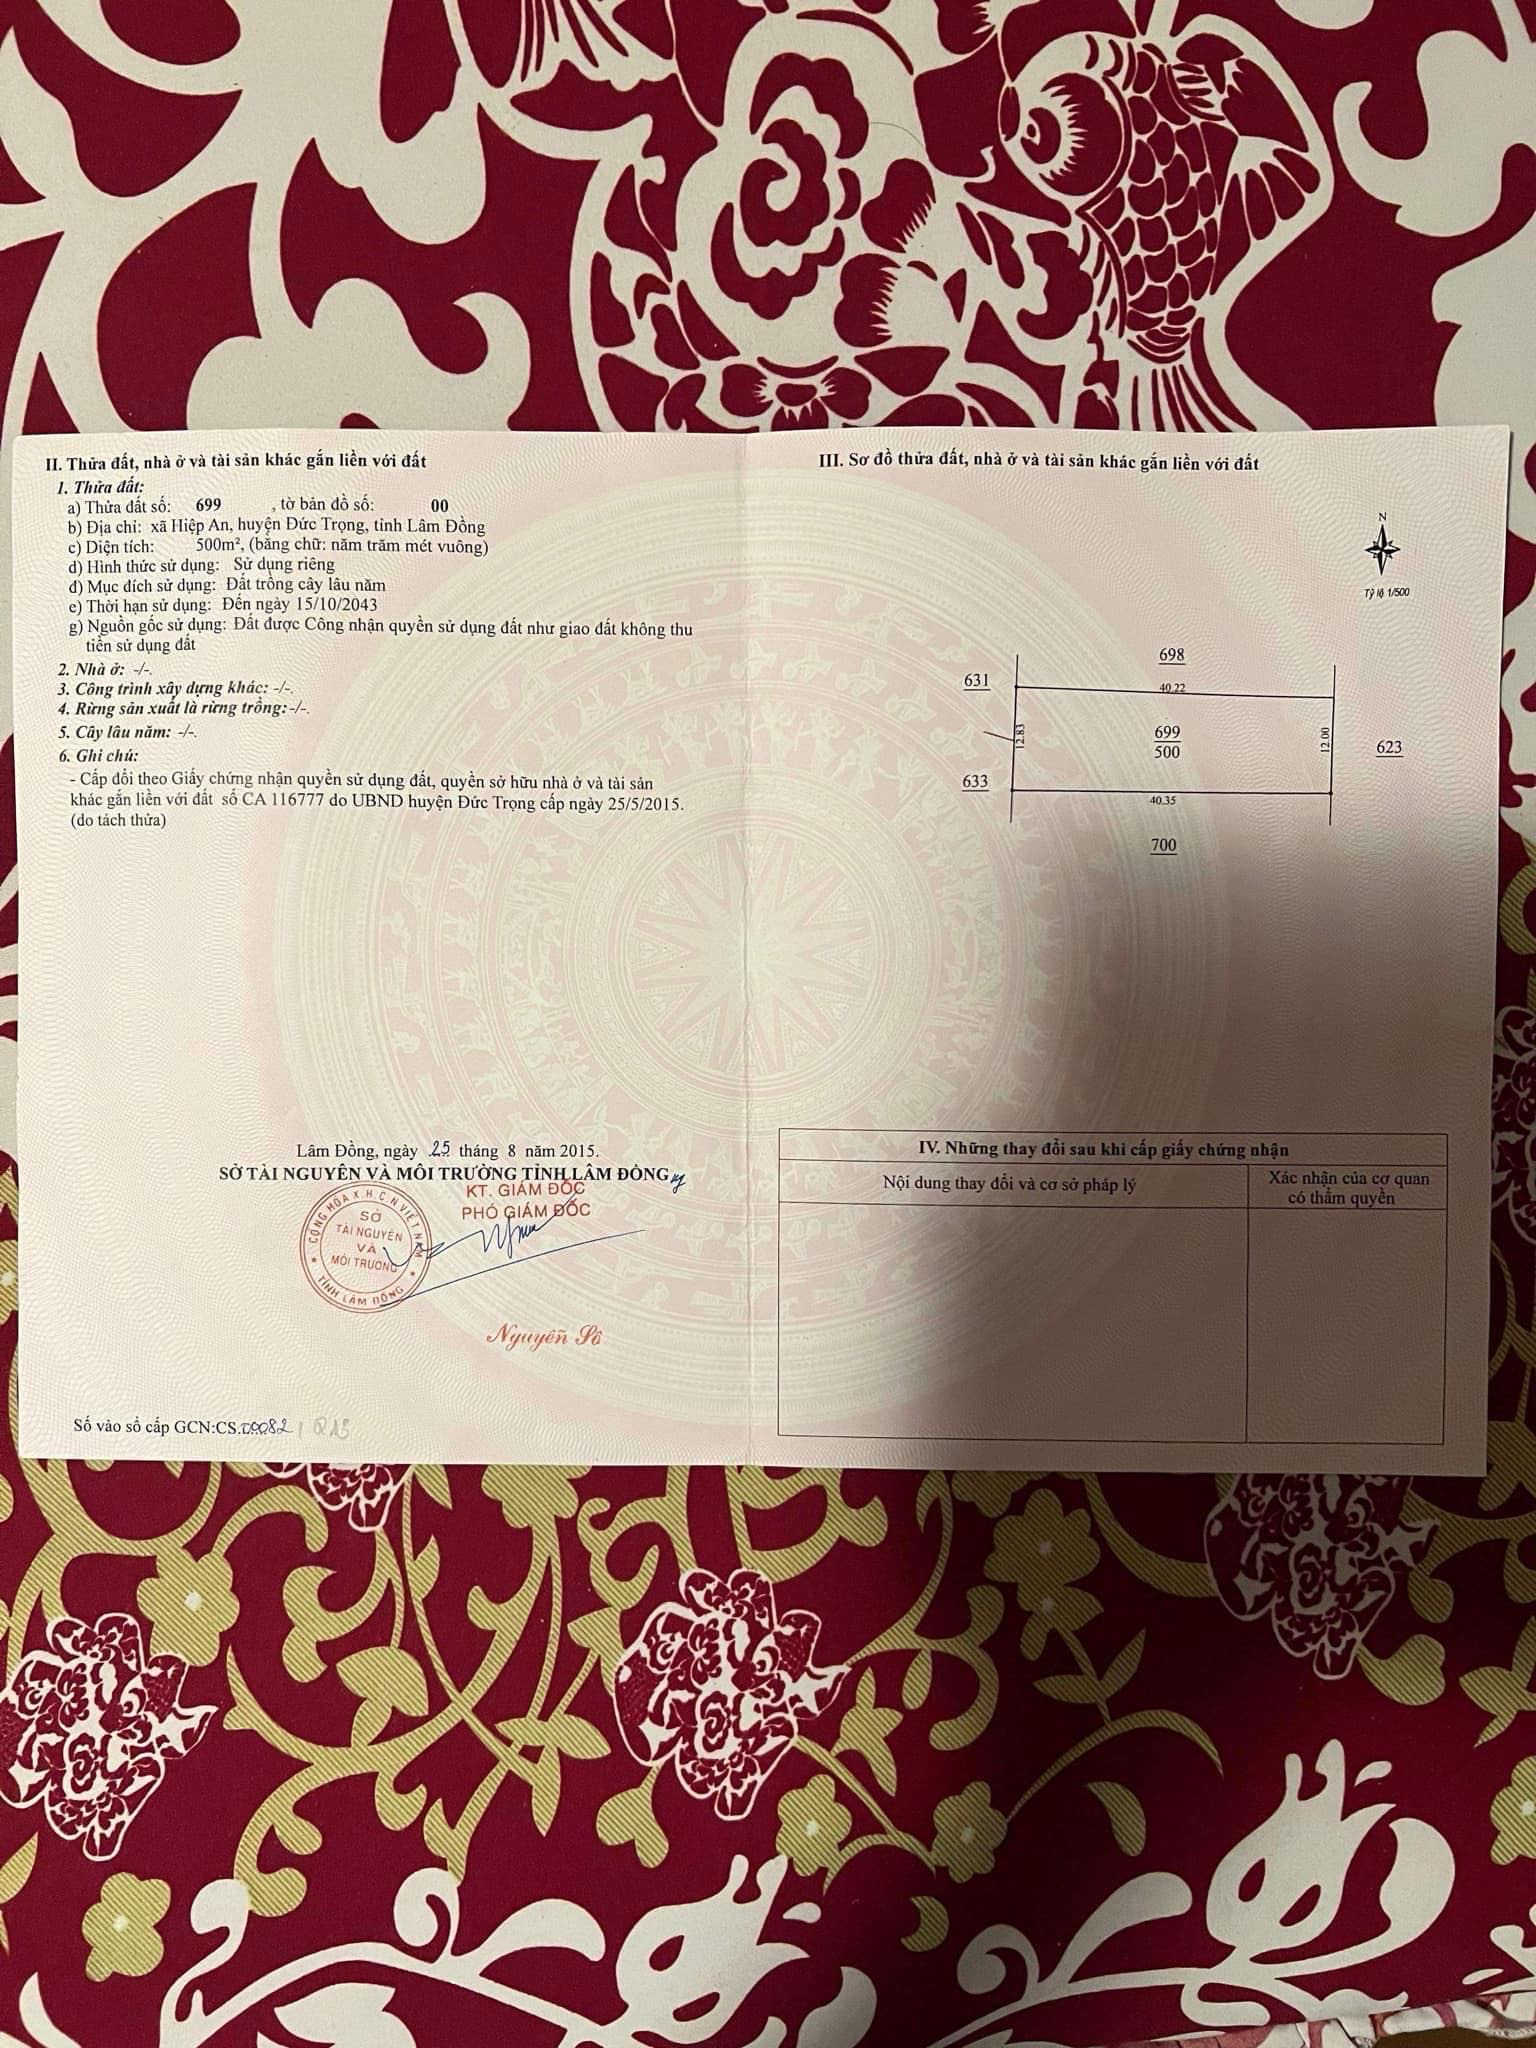 II. Thửa đất, nhà ở và tài sản khác gắn liền với đất
1. Thửa đất:
a) Thửa đất số: 699 , tờ bản đồ số: 00
b) Địa chỉ: xã Hiệp An, huyện Đức Trọng, tỉnh Lâm Đồng
c) Diện tích: 500m², (bằng chữ: năm trăm mét vuông)
d) Hình thức sử dụng: Sử dụng riêng
đ) Mục đích sử dụng: Đất trồng cây lâu năm
e) Thời hạn sử dụng: Đến ngày 15/10/2043
g) Nguồn gốc sử dụng: Đất được Công nhận quyền sử dụng đất như giao đất không thu
tiền sử dụng đất
2. Nhà ở: -/-.
3. Công trình xây dựng khác: -/-.
4. Rừng sản xuất là rừng trồng:-/-.
5. Cây lâu năm: -/-.
6. Ghi chú:
- Cấp đổi theo Giấy chứng nhận quyền sử dụng đất, quyền sở hữu nhà ở và tài sản
khác gắn liền với đất số CA 116777 do UBND huyện Đức Trọng cấp ngày 25/5/2015.
(do tách thửa)
Lâm Đồng, ngày 25 tháng 8 năm 2015.
SỞ TÀI NGUYÊN VÀ MÔI TRƯỜNG TỈNH LÂM ĐỒNG
KT. GIÁM ĐỐC
PHÓ GIÁM ĐỐC
CỘNG HÒA X.H.C.N VIỆT NAM
SỞ
TÀI NGUYÊN
VÀ
MÔI TRƯỜNG
TỈNH LÂM ĐỒNG
Nguyễn Sô
Số vào sổ cấp GCN:CS.00082
III. Sơ đồ thửa đất, nhà ở và tài sản khác gắn liền với đất
N
Tỷ lệ 1/500
698
631
40.22
12.83
699
500
12.00
623
633
40.35
700
IV. Những thay đổi sau khi cấp giấy chứng nhận
Nội dung thay đổi và cơ sở pháp lý
Xác nhận của cơ quan
có thẩm quyền